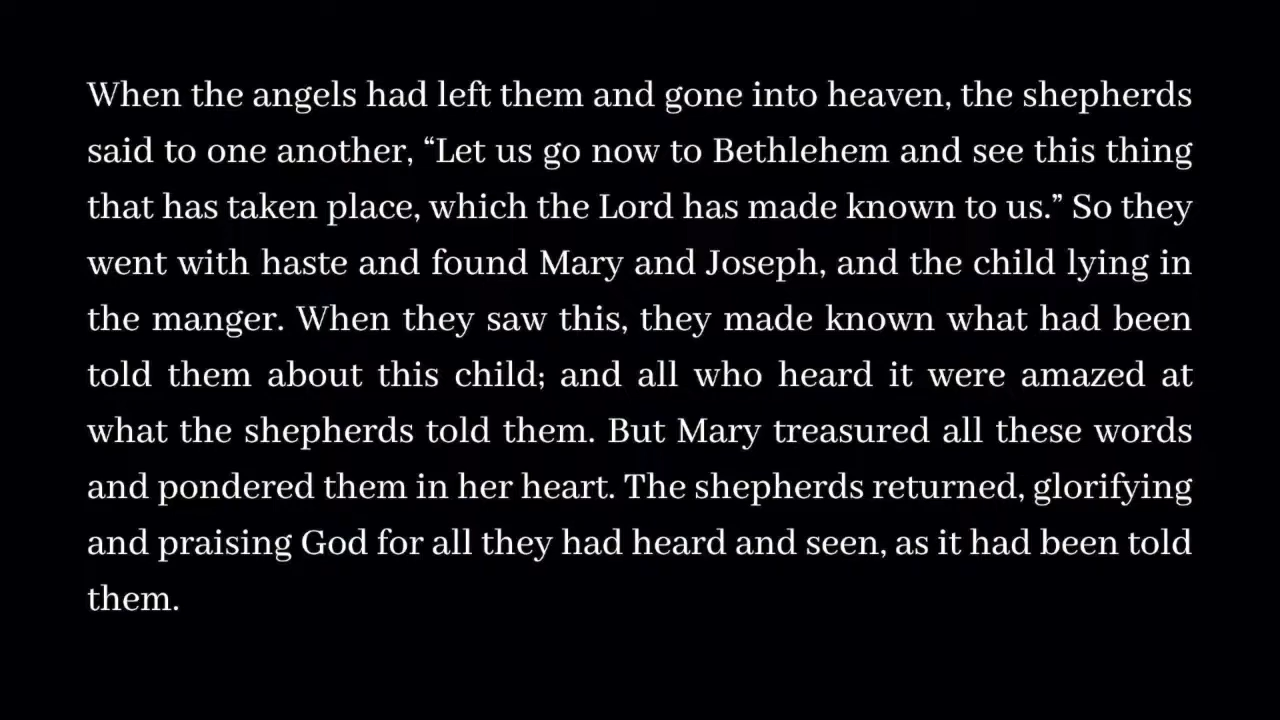 When the angels had left them and gone into heaven, the shepherds
said to one another, “Let us go now to Bethlehem and see this thing
that has taken place, which the Lord has made known to us.” So they
went with haste and found Mary and Joseph, and the child lying in
the manger. When they saw this, they made known what had been
told them about this child; and all who heard it were amazed at
what the shepherds told them. But Mary treasured all these words
and pondered them in her heart. The shepherds returned, glorifying
and praising God for all they had heard and seen, as it had been told
them.